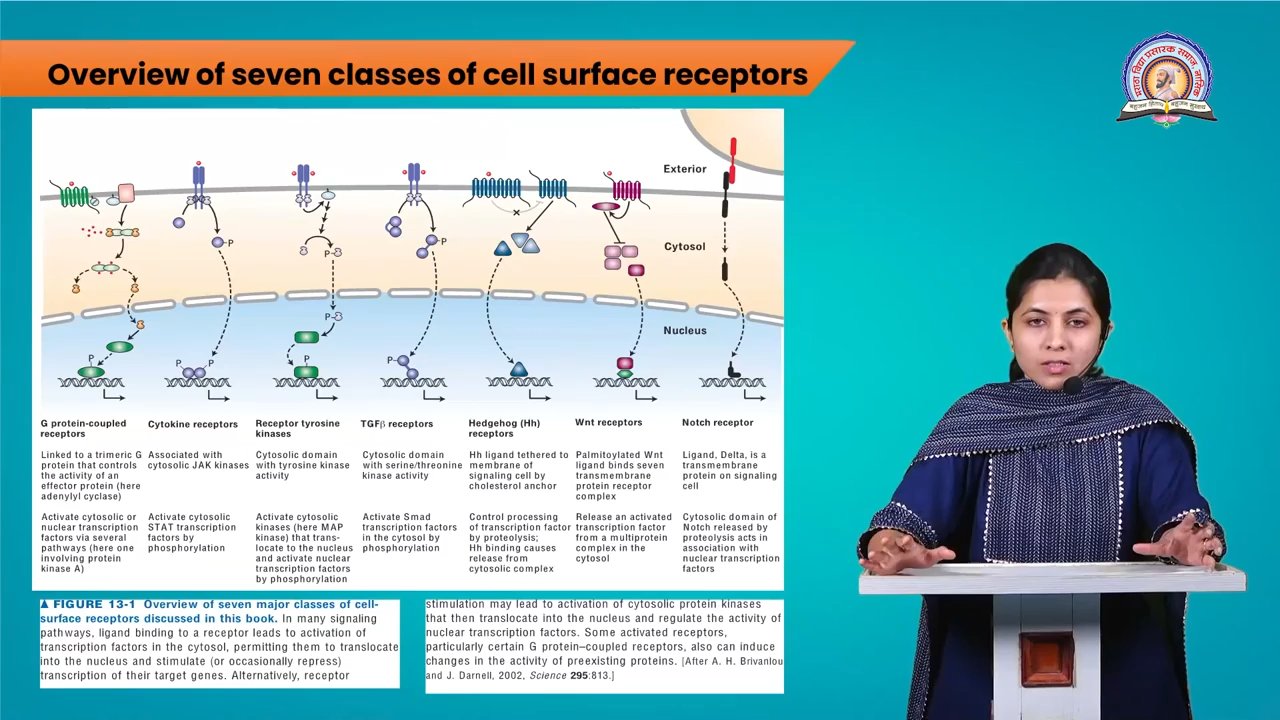 Overview of seven classes of cell surface receptors
मराठा विद्या प्रसारक समाज, नाशिक
बहुजन हिताय बहुजन सुखाय
Exterior
Cytosol
Nucleus
P
P
P
P
P
P
P
P
P
G protein-coupled
receptors
Linked to a trimeric G
protein that controls
the activity of an
effector protein (here
adenylyl cyclase)
Activate cytosolic or
nuclear transcription
factors via several
pathways (here one
involving protein
kinase A)
Cytokine receptors
Associated with
cytosolic JAK kinases
Activate cytosolic
STAT transcription
factors by
phosphorylation
Receptor tyrosine
kinases
Cytosolic domain
with tyrosine kinase
activity
Activate cytosolic
kinases (here MAP
kinase) that trans-
locate to the nucleus
and activate nuclear
transcription factors
by phosphorylation
TGFβ receptors
Cytosolic domain
with serine/threonine
kinase activity
Activate Smad
transcription factors
in the cytosol by
phosphorylation
Hedgehog (Hh)
receptors
Hh ligand tethered to
membrane of
signaling cell by
cholesterol anchor
Control processing
of transcription factor
by proteolysis;
Hh binding causes
release from
cytosolic complex
Wnt receptors
Palmitoylated Wnt
ligand binds seven
transmembrane
protein receptor
complex
Release an activated
transcription factor
from a multiprotein
complex in the
cytosol
Notch receptor
Ligand, Delta, is a
transmembrane
protein on signaling
cell
Cytosolic domain of
Notch released by
proteolysis acts in
association with
nuclear transcription
factors
▲ FIGURE 13-1 Overview of seven major classes of cell-
surface receptors discussed in this book. In many signaling
pathways, ligand binding to a receptor leads to activation of
transcription factors in the cytosol, permitting them to translocate
into the nucleus and stimulate (or occasionally repress)
transcription of their target genes. Alternatively, receptor
stimulation may lead to activation of cytosolic protein kinases
that then translocate into the nucleus and regulate the activity of
nuclear transcription factors. Some activated receptors,
particularly certain G protein–coupled receptors, also can induce
changes in the activity of preexisting proteins. [After A. H. Brivanlou
and J. Darnell, 2002, Science 295:813.]